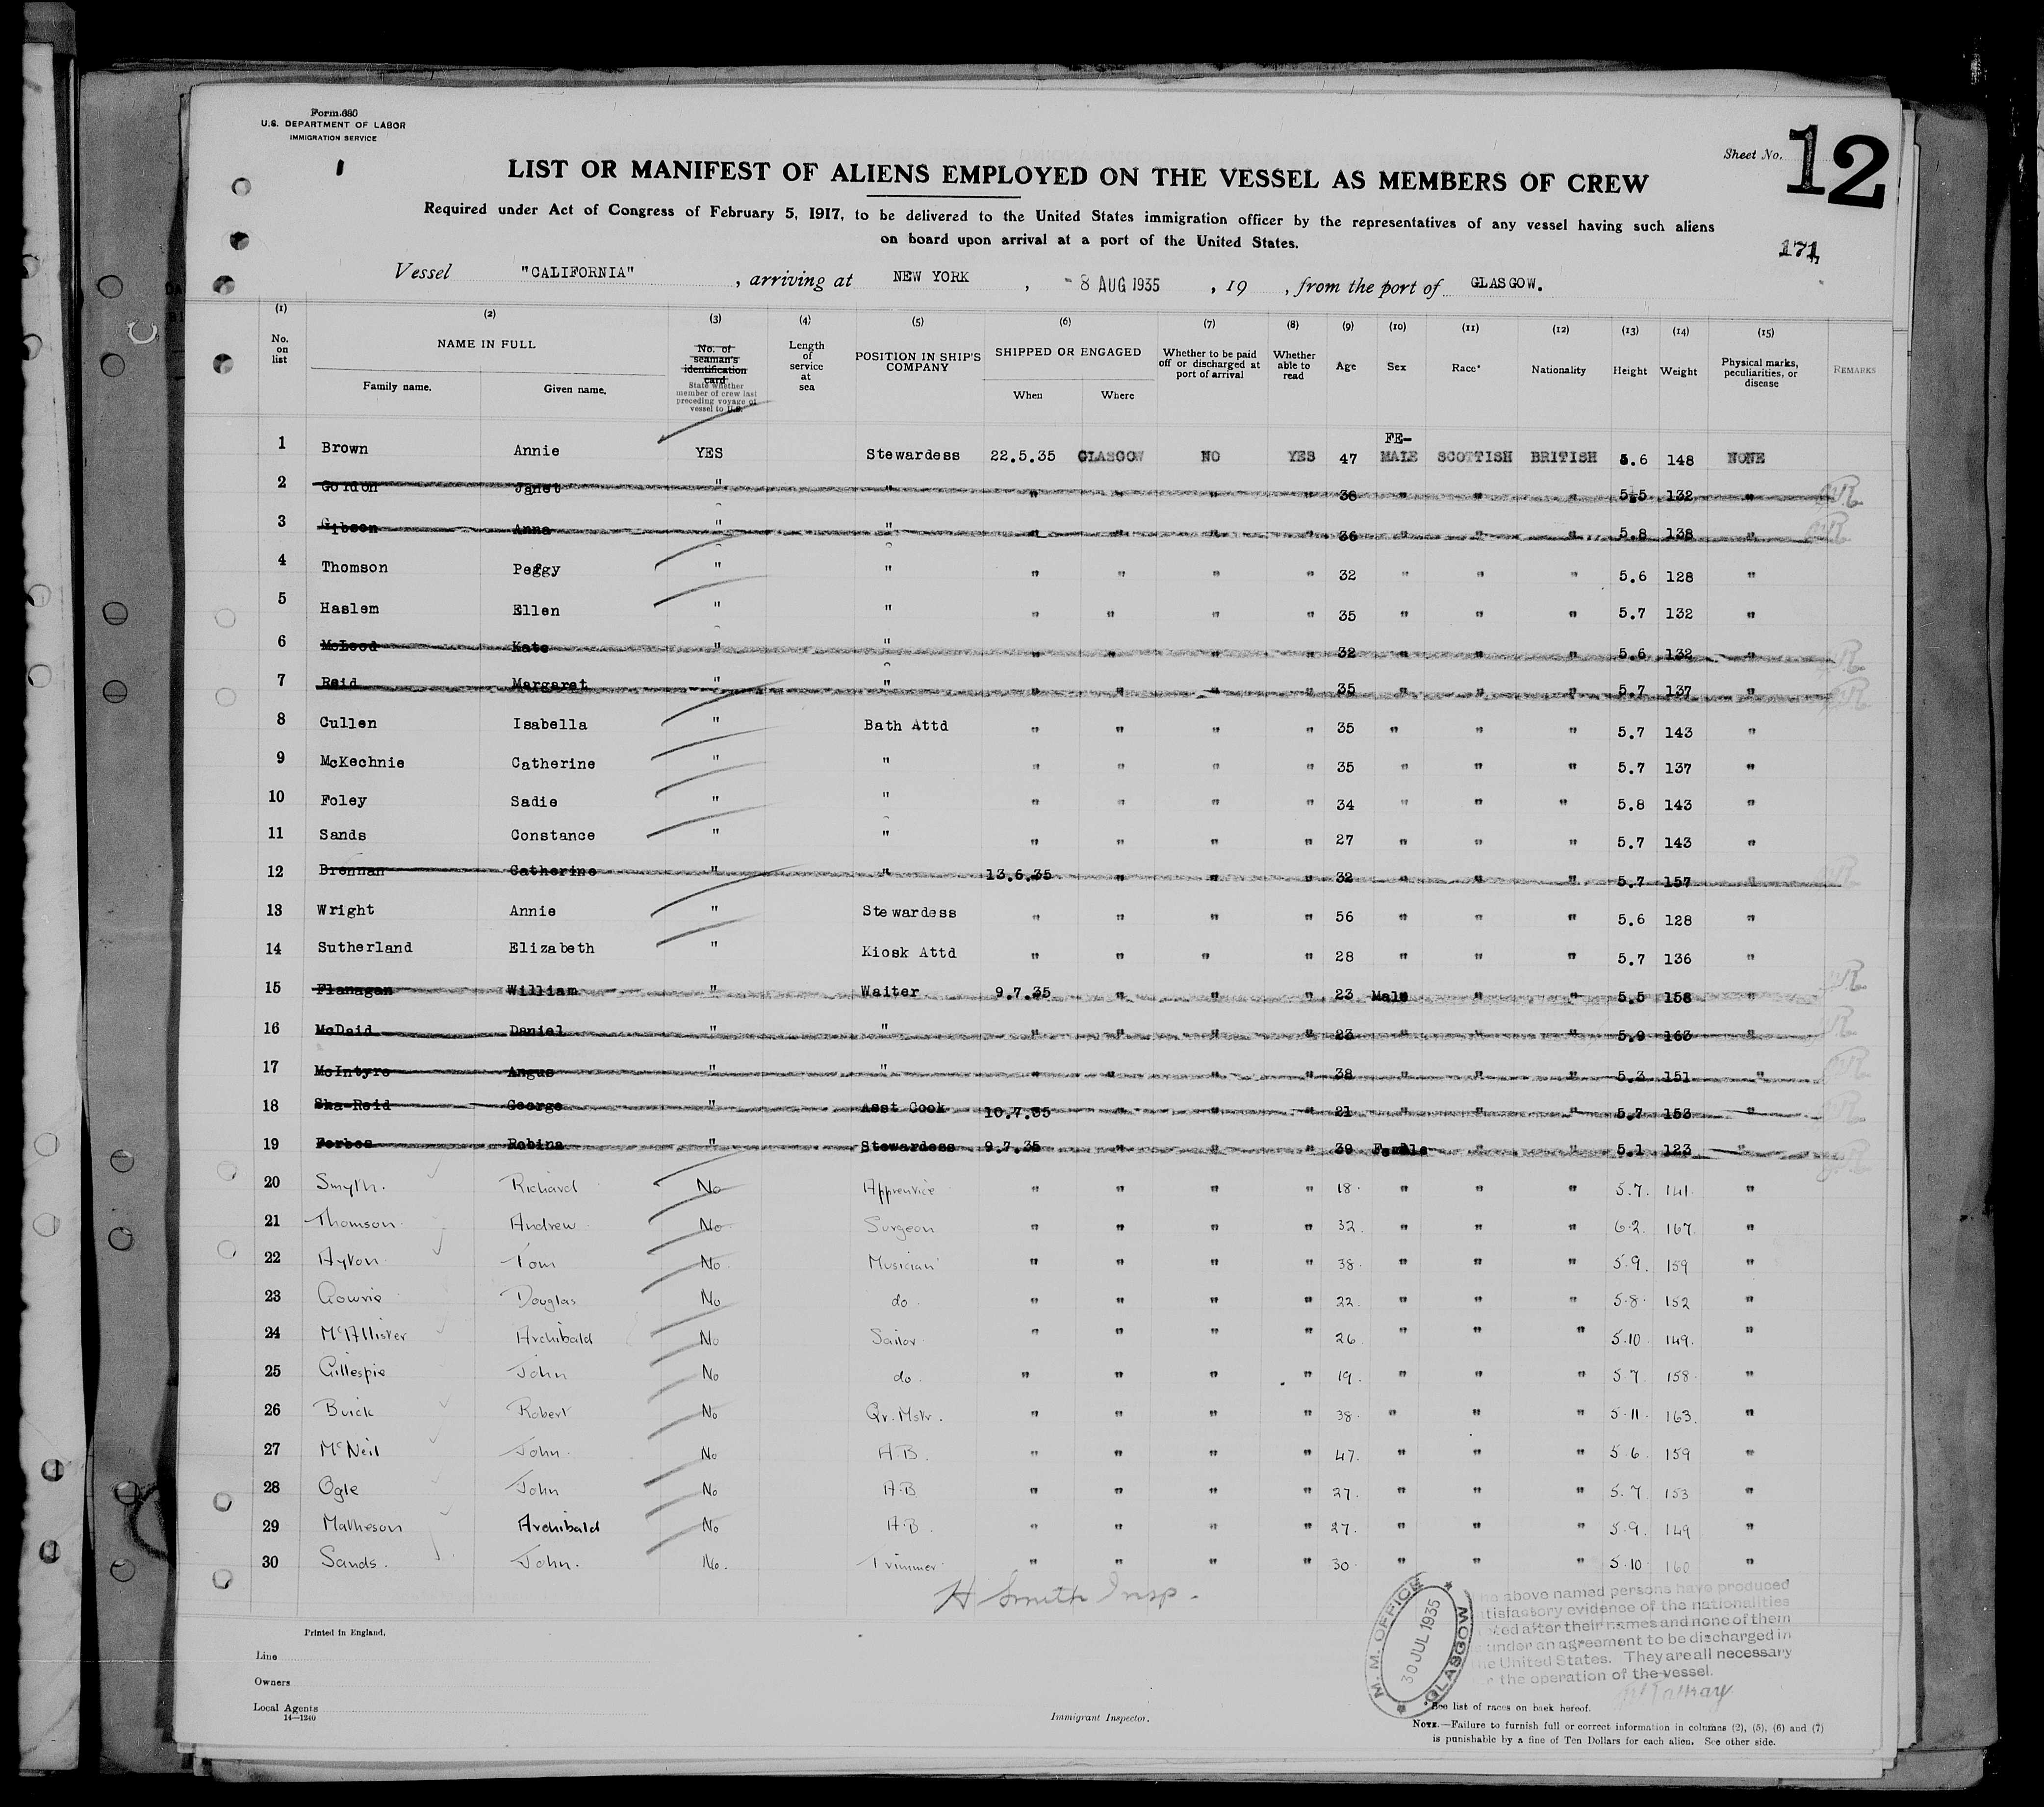 Form 680
U.S. DEPARTMENT OF LABOR
IMMIGRATION SERVICE
Sheet No. 12
LIST OR MANIFEST OF ALIENS EMPLOYED ON THE VESSEL AS MEMBERS OF CREW
Required under Act of Congress of February 5, 1917, to be delivered to the United States immigration officer by the representatives of any vessel having such aliens
on board upon arrival at a port of the United States.
171
Vessel "CALIFORNIA", arriving at NEW YORK, -8 AUG 1935, 19 , from the port of GLASGOW.
(1) (2) (3) (4) (5) (6) (7) (8) (9) (10) (11) (12) (13) (14) (15)
No. on list NAME IN FULL Family name. Given name. No. of seaman's identification card State whether member of crew last preceding voyage of vessel to U.S. Length of service at sea POSITION IN SHIP'S COMPANY SHIPPED OR ENGAGED When Where Whether to be paid off or discharged at port of arrival Whether able to read Age Sex Race* Nationality Height Weight Physical marks, peculiarities, or disease REMARKS
1 Brown Annie YES Stewardess 22.5.35 GLASGOW NO YES 47 FE-MALE SCOTTISH BRITISH 5.6 148 NONE
2 Gordon Janet " " " " " " 38 " " " 5.5 132 "
3 Gibson Anna " " " " " " 36 " " " 5.8 138 "
4 Thomson Peggy " " " " " " 32 " " " 5.6 128 "
5 Haslem Ellen " " " " " " 35 " " " 5.7 132 "
6 McLeod Kate " " " " " " 32 " " " 5.6 132 "
7 Reid Margaret " " " " " " 35 " " " 5.7 137 "
8 Cullen Isabella " Bath Attd " " " " 35 " " " 5.7 143 "
9 McKechnie Catherine " " " " " " 35 " " " 5.7 137 "
10 Foley Sadie " " " " " " 34 " " " 5.8 143 "
11 Sands Constance " " " " " " 27 " " " 5.7 143 "
12 Brennan Catherine " " 13.6.35 " " " 32 " " " 5.7 157 "
13 Wright Annie " Stewardess " " " " 56 " " " 5.6 128 "
14 Sutherland Elizabeth " Kiosk Attd " " " " 28 " " " 5.7 136 "
15 Flanagan William " Waiter 9.7.35 " " " 23 Male " " 5.5 158 "
16 McDaid Daniel " " " " " " 23 " " " 5.9 163 "
17 McIntyre Angus " " " " " " 38 " " " 5.3 151 "
18 Reid George " Asst Cook 10.7.35 " " " 21 " " " 5.7 153 "
19 Forbes Robina " Stewardess 9.7.35 " " " 39 Female " " 5.1 123 "
20 Smyth. Richard No Apprentice " " " " 18. " " " 5.7. 141. "
21 Thomson Andrew No Surgeon " " " " 32. " " " 6.2. 167. "
22 Ayton Tom No. Musician " " " " 38. " " " 5.9. 159 "
23 Gowrie Douglas No do " " " " 22. " " " 5.8. 152 "
24 McAllister Archibald No Sailor " " " " 26. " " " 5.10. 149. "
25 Gillespie John No do. " " " " 19. " " " 5.7 158. "
26 Buick Robert No Qr. Mstr. " " " " 38. " " " 5.11. 163. "
27 McNeil John. No A.B. " " " " 47. " " " 5.6. 159 "
28 Ogle John No A.B " " " " 27. " " " 5.7 153 "
29 Matheson Archibald No A.B. " " " " 27. " " " 5.9. 149 "
30 Sands. John. No. Trimmer " " " " 30. " " " 5.10 160 "
H Smith Insp.
M. M. OFFICE GLASGOW 30 JUL 1935
the above named persons have produced
satisfactory evidence of the nationalities
noted after their names and none of them
under an agreement to be discharged in
the United States. They are all necessary
the operation of the vessel.
Printed in England.
Line
Owners
Local Agents
14—1240
Immigrant Inspector.
*See list of races on back hereof.
NOTE.—Failure to furnish full or correct information in columns (2), (5), (6) and (7)
is punishable by a fine of Ten Dollars for each alien. See other side.